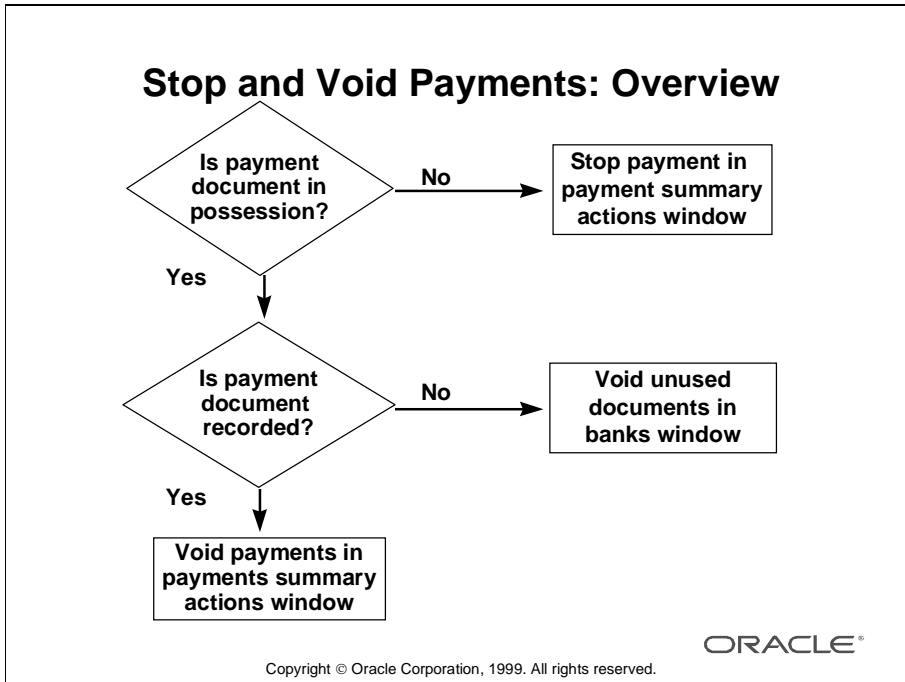 Stop and Void Payments: Overview
Is payment
document in
possession?
No
Stop payment in
payment summary
actions window
Yes
Is payment
document
recorded?
No
Void unused
documents in
banks window
Yes
Void payments in
payments summary
actions window
ORACLE®
Copyright © Oracle Corporation, 1999. All rights reserved.